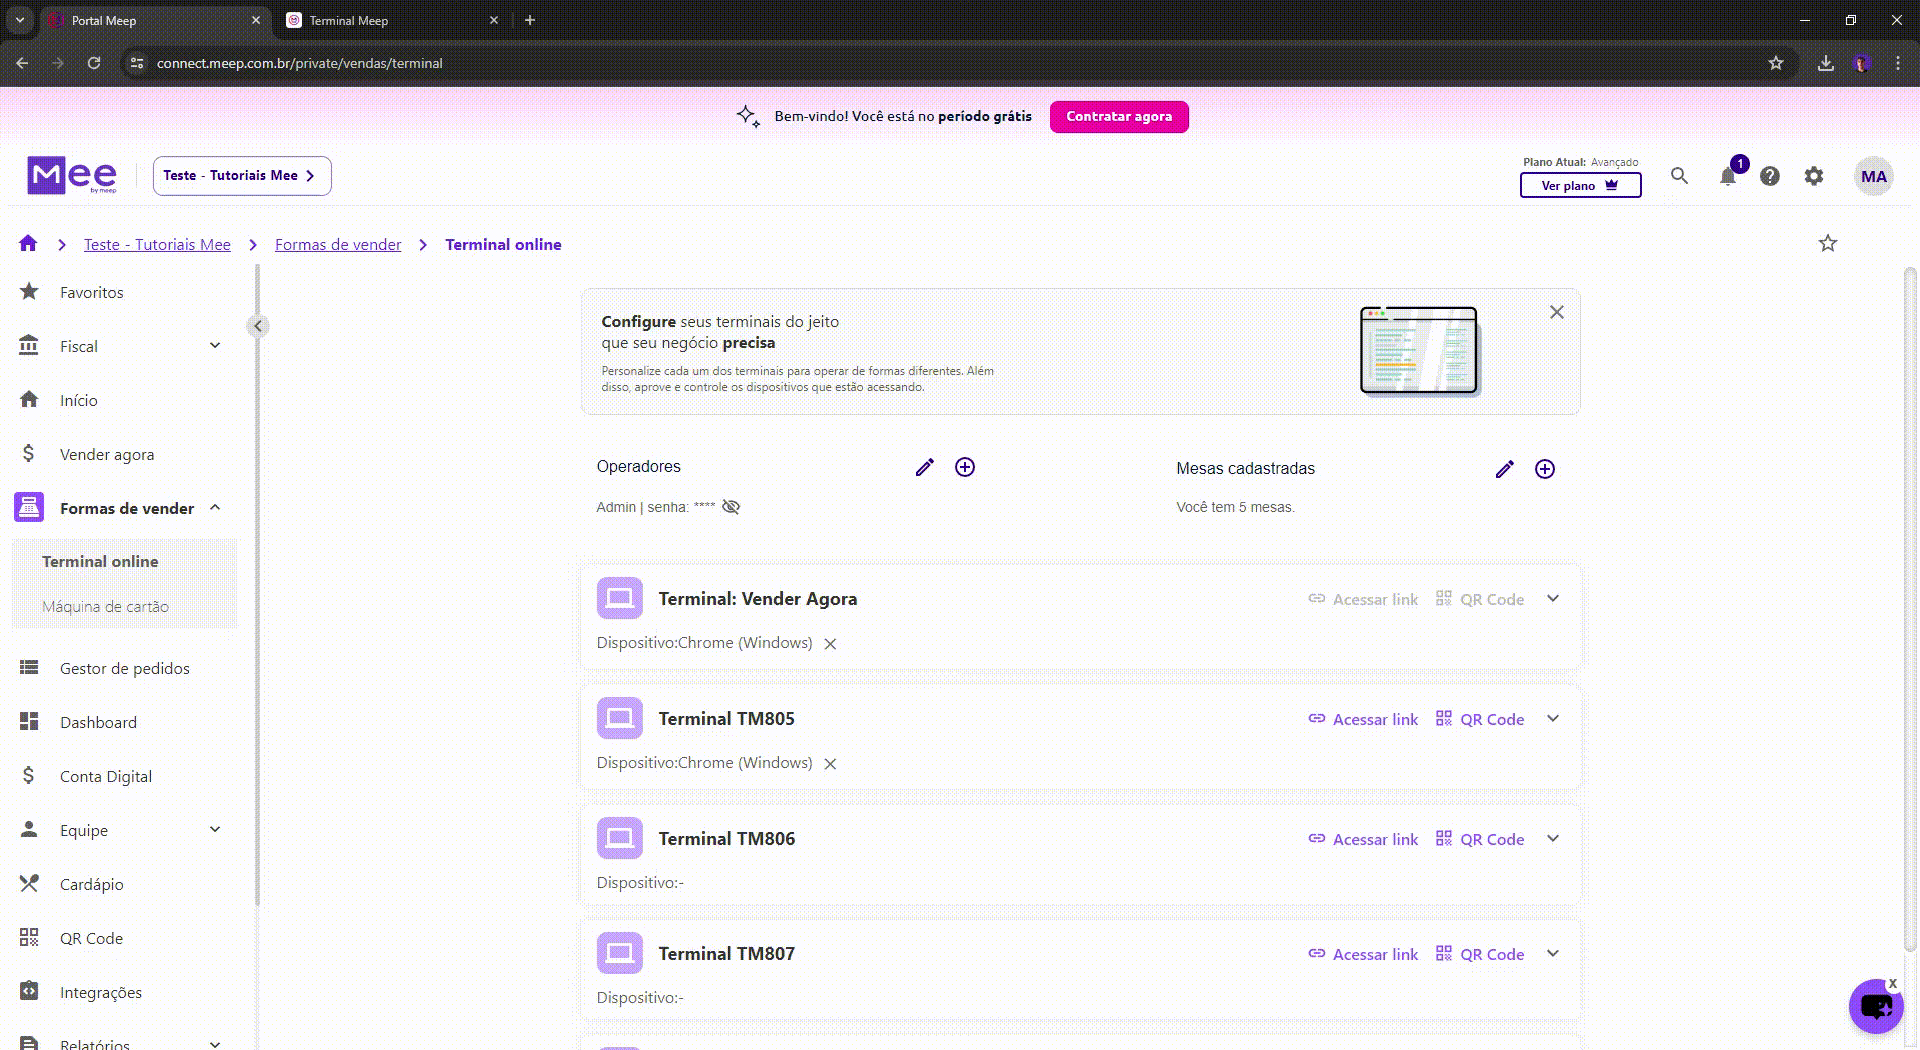 Portal Meep
Terminal Meep
connect.meep.com.br/private/vendas/terminal
Bem-vindo! Você está no período grátis
Contratar agora
Mee
by meep
Teste - Tutoriais Mee
Plano Atual: Avançado
Ver plano
1
MA
Teste - Tutoriais Mee
Formas de vender
Terminal online
Favoritos
Fiscal
Início
Vender agora
Formas de vender
Terminal online
Máquina de cartão
Gestor de pedidos
Dashboard
Conta Digital
Equipe
Cardápio
QR Code
Integrações
Relatórios
Configure seus terminais do jeito
que seu negócio precisa
Personalize cada um dos terminais para operar de formas diferentes. Além
disso, aprove e controle os dispositivos que estão acessando.
Operadores
Admin | senha: ****
Mesas cadastradas
Você tem 5 mesas.
Terminal: Vender Agora
Acessar link
QR Code
Dispositivo:Chrome (Windows)
Terminal TM805
Acessar link
QR Code
Dispositivo:Chrome (Windows)
Terminal TM806
Acessar link
QR Code
Dispositivo:-
Terminal TM807
Acessar link
QR Code
Dispositivo:-
X